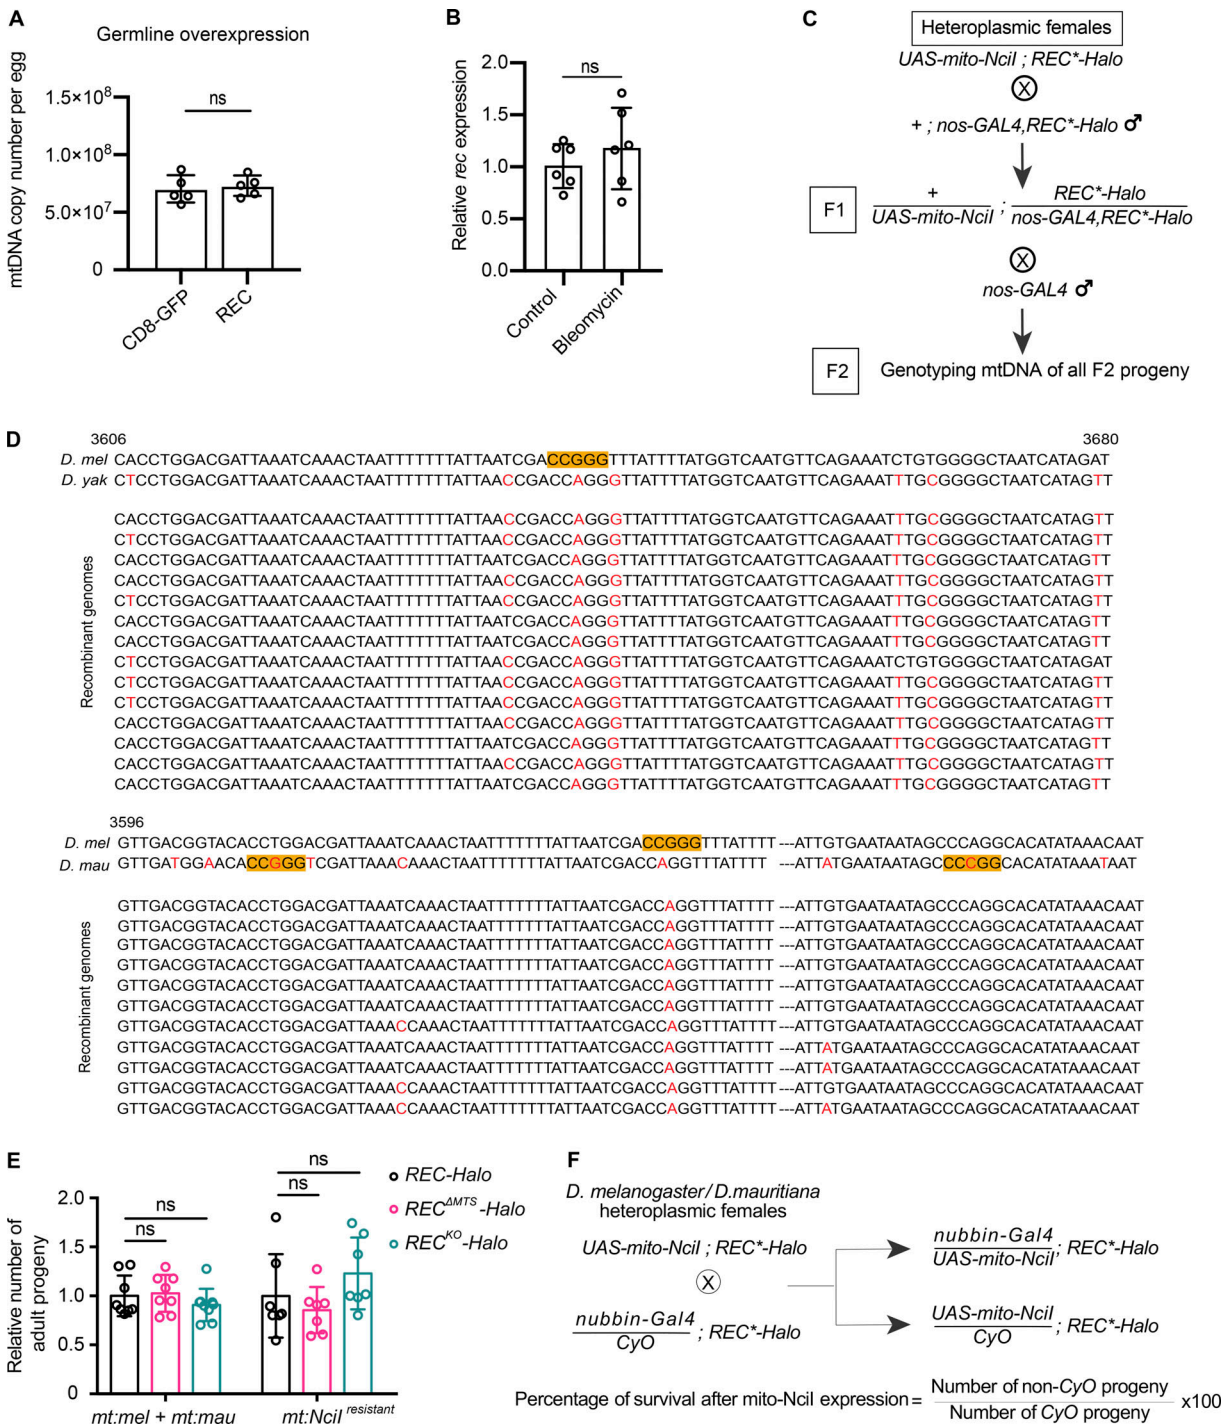 A
Germline overexpression
mtDNA copy number per egg
1.5×10⁸
1.0×10⁸
5.0×10⁷
0
ns
CD8-GFP
REC
B
Relative rec expression
2.0
1.5
1.0
0.5
0.0
ns
Control
Bleomycin
C
Heteroplasmic females
UAS-mito-NciI ; REC*-Halo
X
+ ; nos-GAL4,REC*-Halo ♂
F1
+ / UAS-mito-NciI ; REC*-Halo / nos-GAL4,REC*-Halo
X
nos-GAL4 ♂
F2
Genotyping mtDNA of all F2 progeny
D
3606 3680
D. mel CACCTGGACGATTAAATCAAACTAATTTTTTTATTAATCGACCGGGTTTATTTTATGGTCAATGTTCAGAAATCTGTGGGGCTAATCATAGAT
D. yak CTCCTGGACGATTAAATCAAACTAATTTTTTTATTAACCGACCAGGGTTATTTTATGGTCAATGTTCAGAAATTTGCGGGGCTAATCATAGTT
Recombinant genomes
CACCTGGACGATTAAATCAAACTAATTTTTTTATTAACCGACCAGGGTTATTTTATGGTCAATGTTCAGAAATTTGCGGGGCTAATCATAGTT
CTCCTGGACGATTAAATCAAACTAATTTTTTTATTAACCGACCAGGGTTATTTTATGGTCAATGTTCAGAAATTTGCGGGGCTAATCATAGTT
CACCTGGACGATTAAATCAAACTAATTTTTTTATTAATCGACCAGGGTTATTTTATGGTCAATGTTCAGAAATTTGCGGGGCTAATCATAGTT
CACCTGGACGATTAAATCAAACTAATTTTTTTATTAACCGACCAGGGTTATTTTATGGTCAATGTTCAGAAATTTGCGGGGCTAATCATAGTT
CTCCTGGACGATTAAATCAAACTAATTTTTTTATTAACCGACCAGGGTTATTTTATGGTCAATGTTCAGAAATTTGCGGGGCTAATCATAGTT
CACCTGGACGATTAAATCAAACTAATTTTTTTATTAATCGACCAGGGTTATTTTATGGTCAATGTTCAGAAATTTGCGGGGCTAATCATAGTT
CACCTGGACGATTAAATCAAACTAATTTTTTTATTAATCGACCAGGGTTATTTTATGGTCAATGTTCAGAAATTTGCGGGGCTAATCATAGTT
CTCCTGGACGATTAAATCAAACTAATTTTTTTATTAACCGACCAGGGTTATTTTATGGTCAATGTTCAGAAATCTGTGGGGCTAATCATAGAT
CTCCTGGACGATTAAATCAAACTAATTTTTTTATTAACCGACCAGGGTTATTTTATGGTCAATGTTCAGAAATTTGCGGGGCTAATCATAGTT
CTCCTGGACGATTAAATCAAACTAATTTTTTTATTAACCGACCAGGGTTATTTTATGGTCAATGTTCAGAAATTTGCGGGGCTAATCATAGTT
CACCTGGACGATTAAATCAAACTAATTTTTTTATTAACCGACCAGGGTTATTTTATGGTCAATGTTCAGAAATTTGCGGGGCTAATCATAGTT
CACCTGGACGATTAAATCAAACTAATTTTTTTATTAATCGACCAGGGTTATTTTATGGTCAATGTTCAGAAATTTGCGGGGCTAATCATAGTT
CACCTGGACGATTAAATCAAACTAATTTTTTTATTAACCGACCAGGGTTATTTTATGGTCAATGTTCAGAAATTTGCGGGGCTAATCATAGTT
CACCTGGACGATTAAATCAAACTAATTTTTTTATTAATCGACCAGGGTTATTTTATGGTCAATGTTCAGAAATTTGCGGGGCTAATCATAGTT
3596
D. mel GTTGACGGTACACCTGGACGATTAAATCAAACTAATTTTTTTATTAATCGACCGGGTTTATTTT ---ATTGTGAATAATAGCCCAGGCACATATAAACAAT
D. mau GTTGATGGAACACCGGGTCGATTAAACAAACTAATTTTTTTATTAATCGACCAGGTTTATTTT ---ATTATGAATAATAGCCCCGGCACATATAAATAAT
Recombinant genomes
GTTGACGGTACACCTGGACGATTAAATCAAACTAATTTTTTTATTAATCGACCAGGTTTATTTT ---ATTGTGAATAATAGCCCAGGCACATATAAACAAT
GTTGACGGTACACCTGGACGATTAAATCAAACTAATTTTTTTATTAATCGACCAGGTTTATTTT ---ATTGTGAATAATAGCCCAGGCACATATAAACAAT
GTTGACGGTACACCTGGACGATTAAATCAAACTAATTTTTTTATTAATCGACCAGGTTTATTTT ---ATTGTGAATAATAGCCCAGGCACATATAAACAAT
GTTGACGGTACACCTGGACGATTAAATCAAACTAATTTTTTTATTAATCGACCAGGTTTATTTT ---ATTGTGAATAATAGCCCAGGCACATATAAACAAT
GTTGACGGTACACCTGGACGATTAAATCAAACTAATTTTTTTATTAATCGACCAGGTTTATTTT ---ATTGTGAATAATAGCCCAGGCACATATAAACAAT
GTTGACGGTACACCTGGACGATTAAATCAAACTAATTTTTTTATTAATCGACCAGGTTTATTTT ---ATTGTGAATAATAGCCCAGGCACATATAAACAAT
GTTGACGGTACACCTGGACGATTAAACCAAACTAATTTTTTTATTAATCGACCAGGTTTATTTT ---ATTGTGAATAATAGCCCAGGCACATATAAACAAT
GTTGACGGTACACCTGGACGATTAAATCAAACTAATTTTTTTATTAATCGACCAGGTTTATTTT ---ATTATGAATAATAGCCCAGGCACATATAAACAAT
GTTGACGGTACACCTGGACGATTAAATCAAACTAATTTTTTTATTAATCGACCAGGTTTATTTT ---ATTATGAATAATAGCCCAGGCACATATAAACAAT
GTTGACGGTACACCTGGACGATTAAACCAAACTAATTTTTTTATTAATCGACCAGGTTTATTTT ---ATTGTGAATAATAGCCCAGGCACATATAAACAAT
GTTGACGGTACACCTGGACGATTAAACCAAACTAATTTTTTTATTAATCGACCAGGTTTATTTT ---ATTATGAATAATAGCCCAGGCACATATAAACAAT
E
Relative number of
adult progeny
2.0
1.5
1.0
0.5
0
ns
ns
ns
ns
REC-Halo
REC^ΔMTS-Halo
REC^KO-Halo
mt:mel + mt:mau
mt:NciI^resistant
F
D. melanogaster/D.mauritiana
heteroplasmic females
UAS-mito-NciI ; REC*-Halo
X
nubbin-Gal4 / CyO ; REC*-Halo
nubbin-Gal4 / UAS-mito-NciI ; REC*-Halo
UAS-mito-NciI / CyO ; REC*-Halo
Percentage of survival after mito-NciI expression = Number of non-CyO progeny / Number of CyO progeny x100